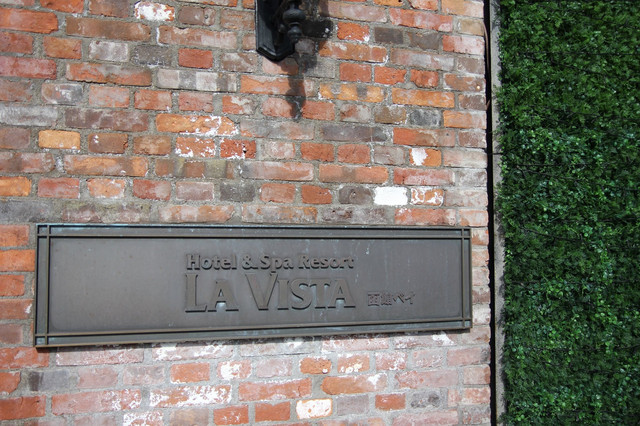 Hotel & Spa Resort
LA VISTA 函館ベイ